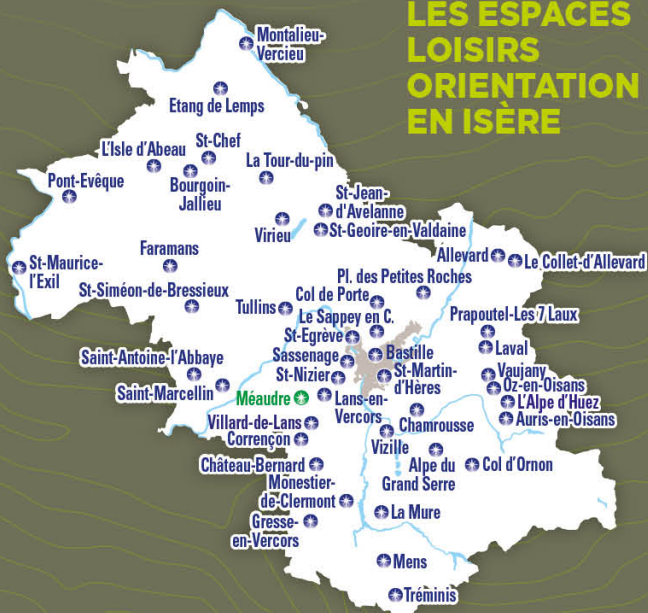 LES ESPACES
LOISIRS
ORIENTATION
EN ISÈRE
Montalieu-
Vercieu
Etang de Lemps
St-Chef
L'Isle d'Abeau
La Tour-du-pin
Bourgoin-
Jallieu
Pont-Evêque
St-Jean-
d'Avelanne
Virieu
St-Geoire-en-Valdaine
Faramans
St-Maurice-
l'Exil
Allevard
Le Collet-d'Allevard
Pl. des Petites Roches
St-Siméon-de-Bressieux
Tullins
Col de Porte
Le Sappey en C.
Prapoutel-Les 7 Laux
St-Egrève
Laval
Saint-Antoine-l'Abbaye
Sassenage
Bastille
St-Nizier
St-Martin-
d'Hères
Vaujany
Oz-en-Oisans
Saint-Marcellin
Méaudre
Lans-en-
Vercors
L'Alpe d'Huez
Chamrousse
Auris-en-Oisans
Villard-de-Lans
Corrençon
Vizille
Château-Bernard
Alpe du
Grand Serre
Col d'Ornon
Monestier-
de-Clermont
La Mure
Gresse-
en-Vercors
Mens
Tréminis